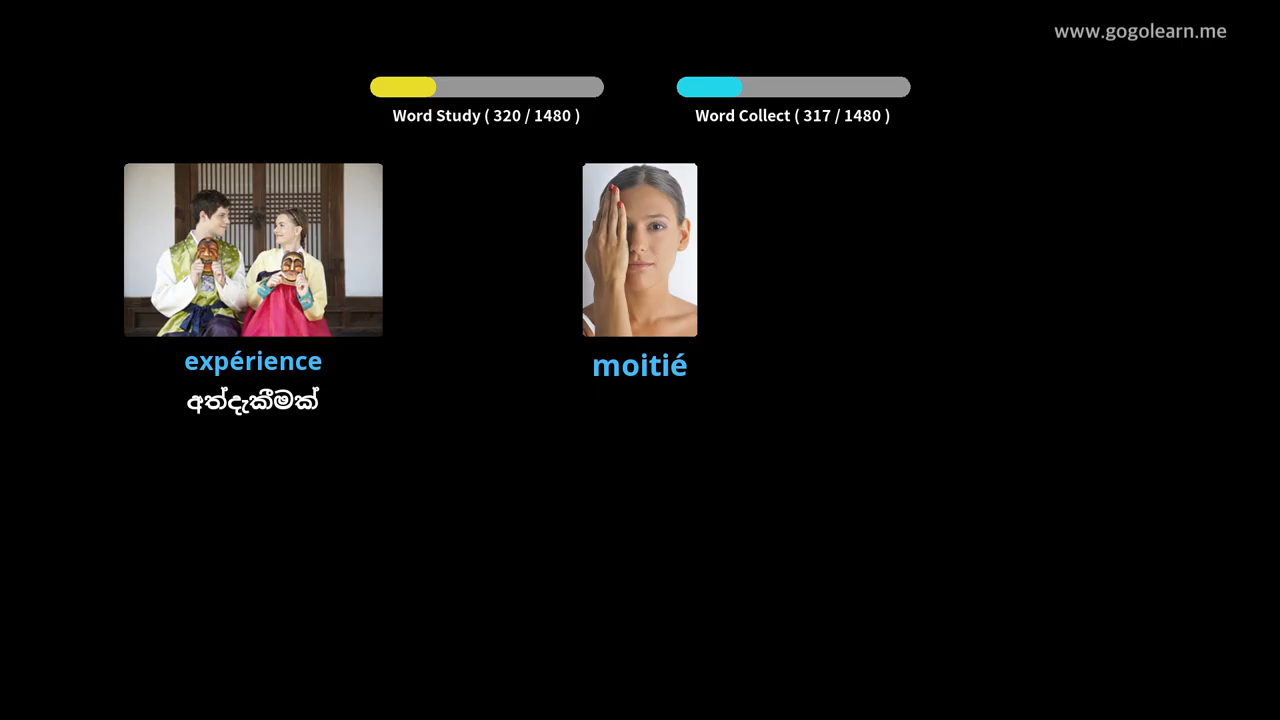 www.gogolearn.me
Word Study ( 320 / 1480 )
Word Collect ( 317 / 1480 )
expérience
අත්දැකීමක්
moitié